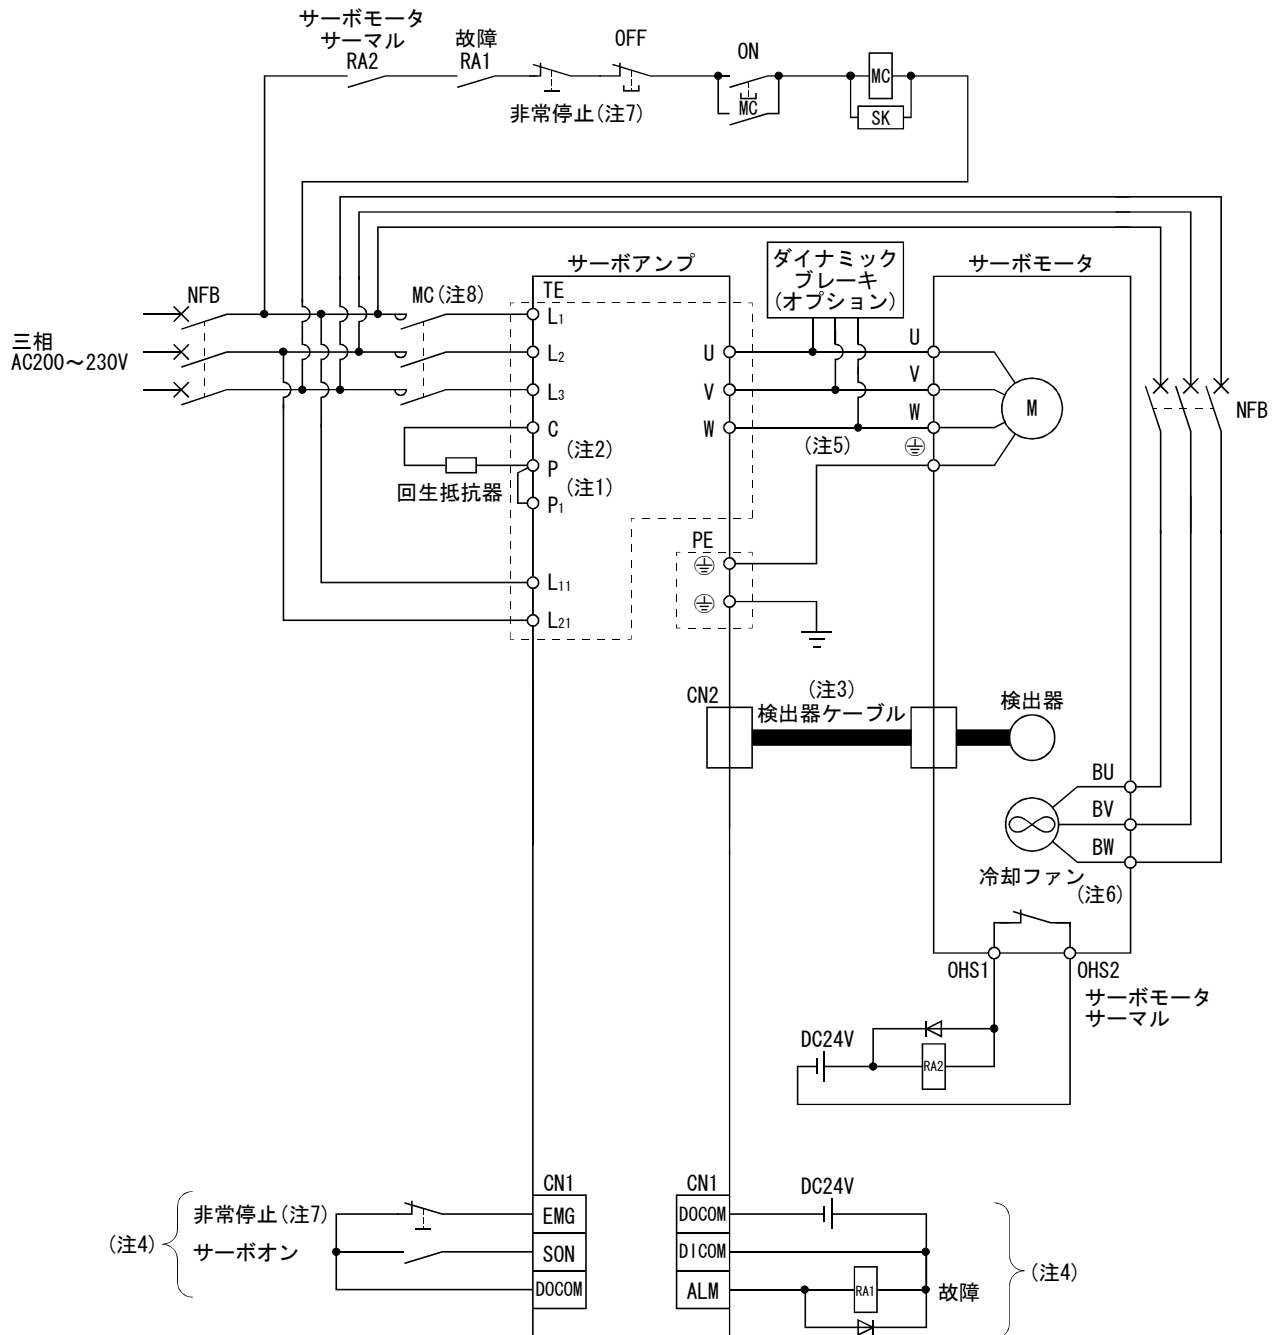 サーボモータ
サーマル
RA2
故障
RA1
OFF
ON
非常停止(注7)
MC
MC
SK
サーボアンプ
ダイナミック
ブレーキ
(オプション)
サーボモータ
NFB
MC(注8)
TE
三相
AC200~230V
L1
L2
L3
C
P
P1
(注2)
(注1)
回生抵抗器
U
V
W
U
V
W
(注5)
M
NFB
PE
L11
L21
CN2
(注3)
検出器ケーブル
検出器
BU
BV
BW
冷却ファン
(注6)
OHS1
OHS2
サーボモータ
サーマル
DC24V
RA2
CN1
CN1
DC24V
(注4)
非常停止(注7)
サーボオン
EMG
SON
DOCOM
DOCOM
DICOM
ALM
RA1
故障
(注4)